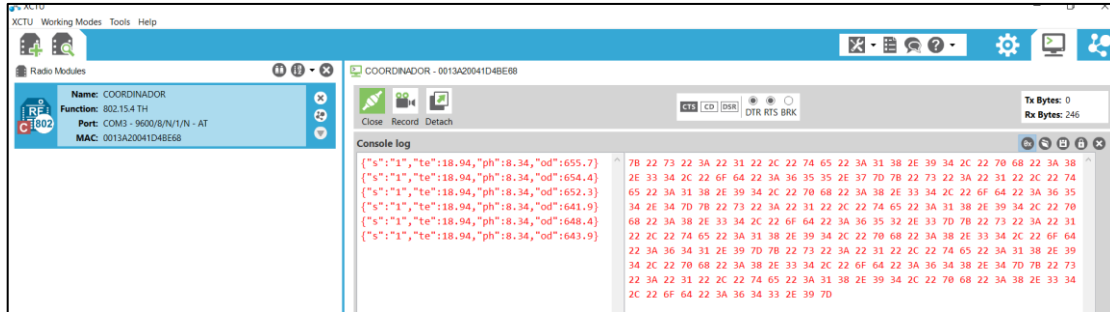 XCTU
XCTU Working Modes Tools Help
Radio Modules
Name: COORDINADOR
Function: 802.15.4 TH
Port: COM3 - 9600/8/N/1/N - AT
MAC: 0013A20041D4BE68
RF
C 802
COORDINADOR - 0013A20041D4BE68
Close Record Detach
CTS CD DSR
DTR RTS BRK
Tx Bytes: 0
Rx Bytes: 246
Console log
{"s":"1","te":18.94,"ph":8.34,"od":655.7}
{"s":"1","te":18.94,"ph":8.34,"od":654.4}
{"s":"1","te":18.94,"ph":8.34,"od":652.3}
{"s":"1","te":18.94,"ph":8.34,"od":641.9}
{"s":"1","te":18.94,"ph":8.34,"od":648.4}
{"s":"1","te":18.94,"ph":8.34,"od":643.9}
7B 22 73 22 3A 22 31 22 2C 22 74 65 22 3A 31 38 2E 39 34 2C 22 70 68 22 3A 38
2E 33 34 2C 22 6F 64 22 3A 36 35 35 2E 37 7D 7B 22 73 22 3A 22 31 22 2C 22 74
65 22 3A 31 38 2E 39 34 2C 22 70 68 22 3A 38 2E 33 34 2C 22 6F 64 22 3A 36 35
34 2E 34 7D 7B 22 73 22 3A 22 31 22 2C 22 74 65 22 3A 31 38 2E 39 34 2C 22 70
68 22 3A 38 2E 33 34 2C 22 6F 64 22 3A 36 35 32 2E 33 7D 7B 22 73 22 3A 22 31
22 2C 22 74 65 22 3A 31 38 2E 39 34 2C 22 70 68 22 3A 38 2E 33 34 2C 22 6F 64
22 3A 36 34 31 2E 39 7D 7B 22 73 22 3A 22 31 22 2C 22 74 65 22 3A 31 38 2E 39
34 2C 22 70 68 22 3A 38 2E 33 34 2C 22 6F 64 22 3A 36 34 38 2E 34 7D 7B 22 73
22 3A 22 31 22 2C 22 74 65 22 3A 31 38 2E 39 34 2C 22 70 68 22 3A 38 2E 33 34
2C 22 6F 64 22 3A 36 34 33 2E 39 7D